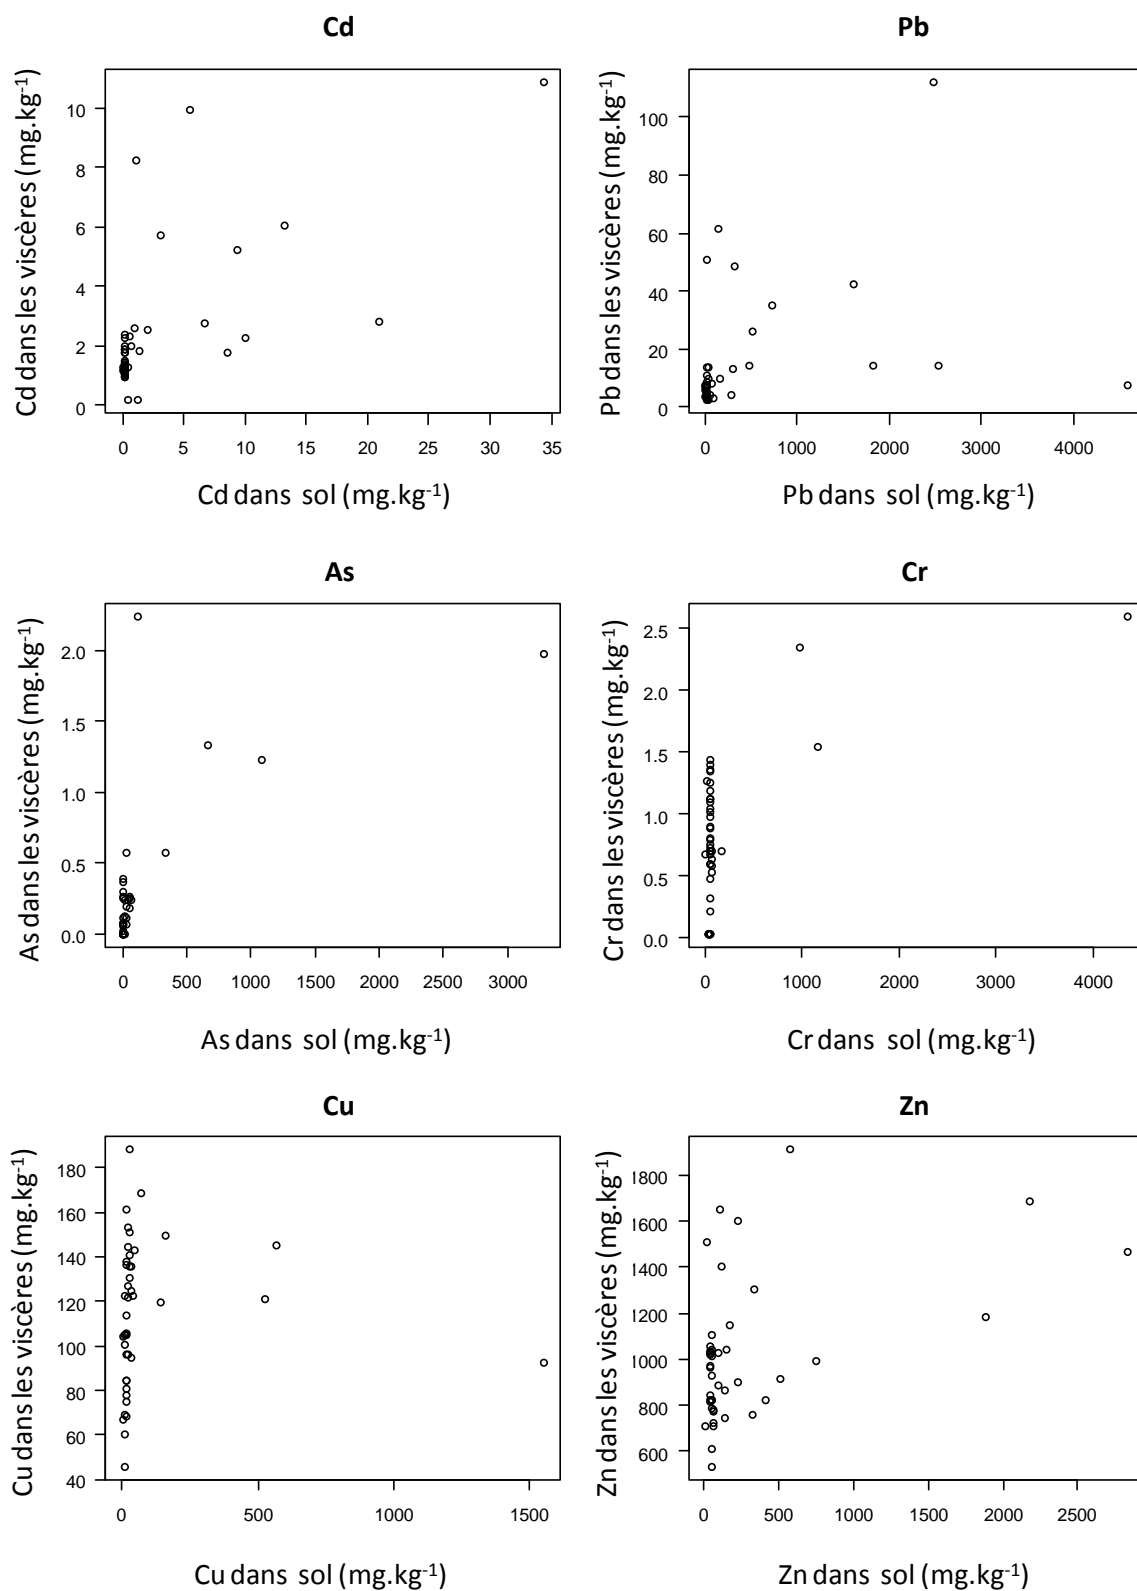 Cd
Cd dans les viscères (mg.kg-1)
10
8
6
4
2
0
0 5 10 15 20 25 30 35
Cd dans sol (mg.kg-1)
Pb
Pb dans les viscères (mg.kg-1)
100
80
60
40
20
0
0 1000 2000 3000 4000
Pb dans sol (mg.kg-1)
As
As dans les viscères (mg.kg-1)
2.0
1.5
1.0
0.5
0.0
0 500 1000 1500 2000 2500 3000
As dans sol (mg.kg-1)
Cr
Cr dans les viscères (mg.kg-1)
2.5
2.0
1.5
1.0
0.5
0.0
0 1000 2000 3000 4000
Cr dans sol (mg.kg-1)
Cu
Cu dans les viscères (mg.kg-1)
180
160
140
120
100
80
60
40
0 500 1000 1500
Cu dans sol (mg.kg-1)
Zn
Zn dans les viscères (mg.kg-1)
1800
1600
1400
1200
1000
800
600
0 500 1000 1500 2000 2500
Zn dans sol (mg.kg-1)